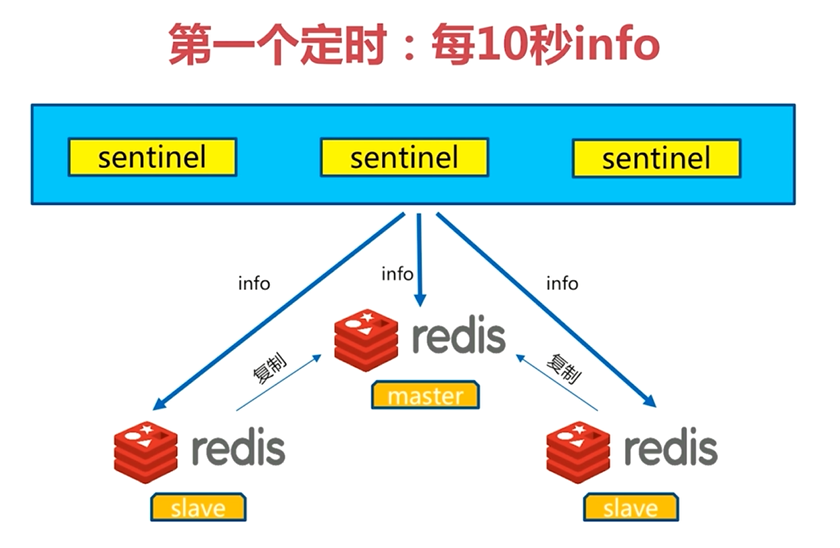 第一个定时：每10秒info
sentinel
sentinel
sentinel
info
info
info
redis
复制
复制
master
redis
redis
slave
slave